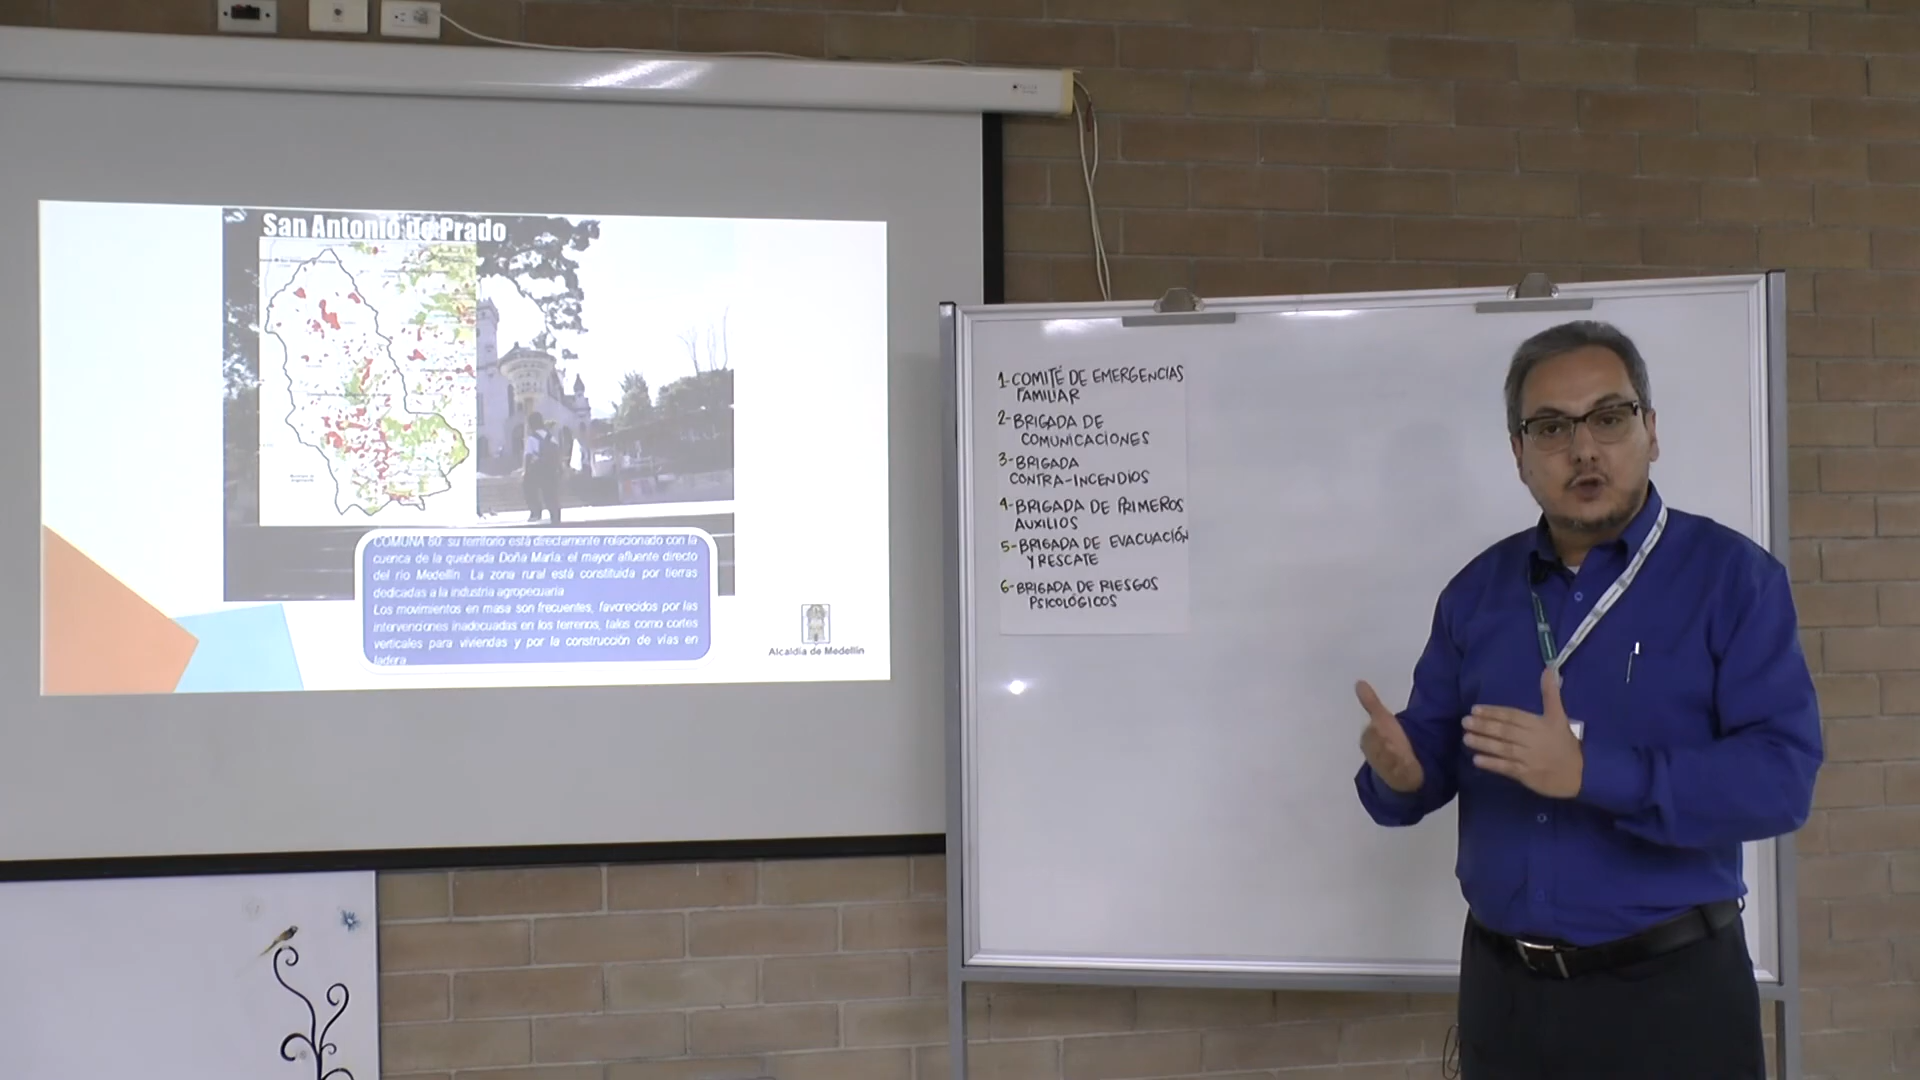 San Antonio de Prado
COMUNA 80: su territorio está directamente relacionado con la
cuenca de la quebrada Doña María: el mayor afluente directo
del río Medellín. La zona rural está constituida por tierras
dedicadas a la industria agropecuaria
Los movimientos en masa son frecuentes, favorecidos por las
intervenciones inadecuadas en los terrenos, tales como cortes
verticales para viviendas y por la construcción de vías en
ladera
Alcaldía de Medellín
1-COMITÉ DE EMERGENCIAS
FAMILIAR
2-BRIGADA DE
COMUNICACIONES
3-BRIGADA
CONTRA-INCENDIOS
4-BRIGADA DE PRIMEROS
AUXILIOS
5-BRIGADA DE EVACUACIÓN
Y RESCATE
6-BRIGADA DE RIESGOS
PSICOLÓGICOS